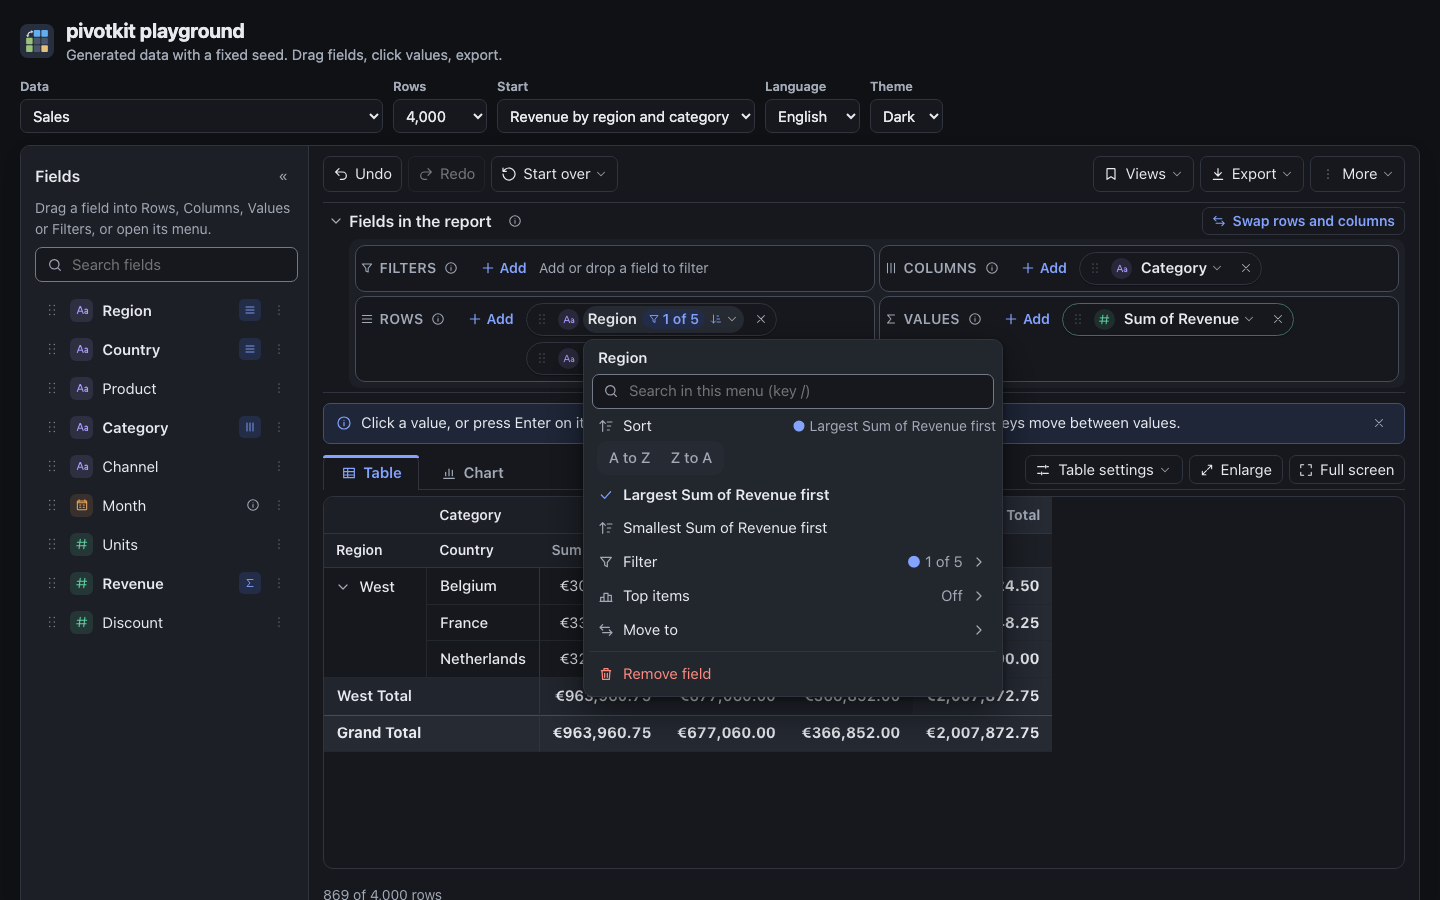 pivotkit playground
Generated data with a fixed seed. Drag fields, click values, export.
Data
Rows
Start
Language
Theme
Sales
4,000
Revenue by region and category
English
Dark
Fields
«
Drag a field into Rows, Columns, Values
or Filters, or open its menu.
Search fields
Aa Region
Aa Country
Aa Product
Aa Category
Aa Channel
Month
# Units
# Revenue Σ
# Discount
Undo
Redo
Start over
Views
Export
More
Fields in the report
Swap rows and columns
FILTERS + Add Add or drop a field to filter
COLUMNS + Add Aa Category
ROWS + Add Aa Region 1 of 5
Aa
Σ VALUES + Add # Sum of Revenue
Region
Search in this menu (key /)
Sort Largest Sum of Revenue first
A to Z Z to A
Largest Sum of Revenue first
Smallest Sum of Revenue first
Filter 1 of 5
Top items Off
Move to
Remove field
Click a value, or press Enter on
move between values.
Table
Chart
Table settings
Enlarge
Full screen
Category Total
Region Country Sum
West Belgium
France
Netherlands
West Total
Grand Total €963,960.75 €677,060.00 €366,852.00 €2,007,872.75
869 of 4,000 rows